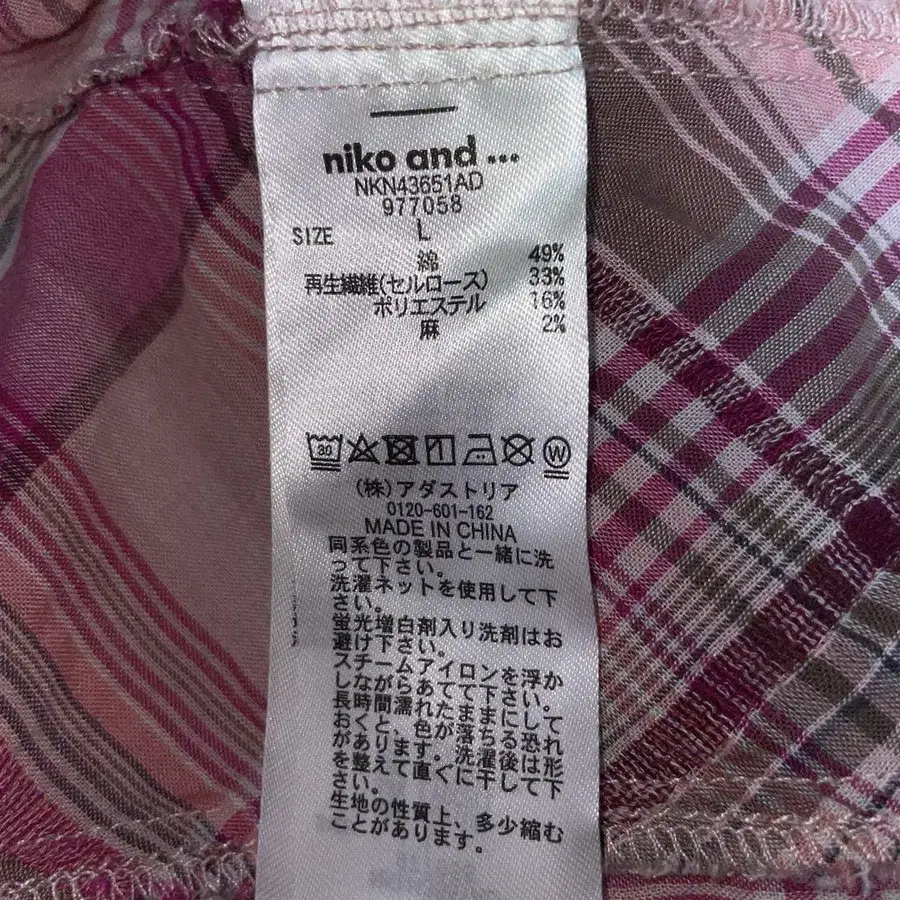 niko and ...
NKN43651AD
977058
SIZE L
綿 49%
再生繊維(セルロース) 33%
ポリエステル 16%
麻 2%
30
W
(株)アダストリア
0120-601-162
MADE IN CHINA
同系色の製品と一緒に洗
って下さい。
洗濯ネットを使用して下
さい。
蛍光増白剤入り洗剤はお
避け下さい。
スチームアイロンを浮か
しながらあてて下さい。
長時間濡れたままにして
おくと、色が落ちる恐れ
があります。洗濯後は形
を整えて直ぐに干して下
さい。
生地の性質上、多少縮む
ことがあります。